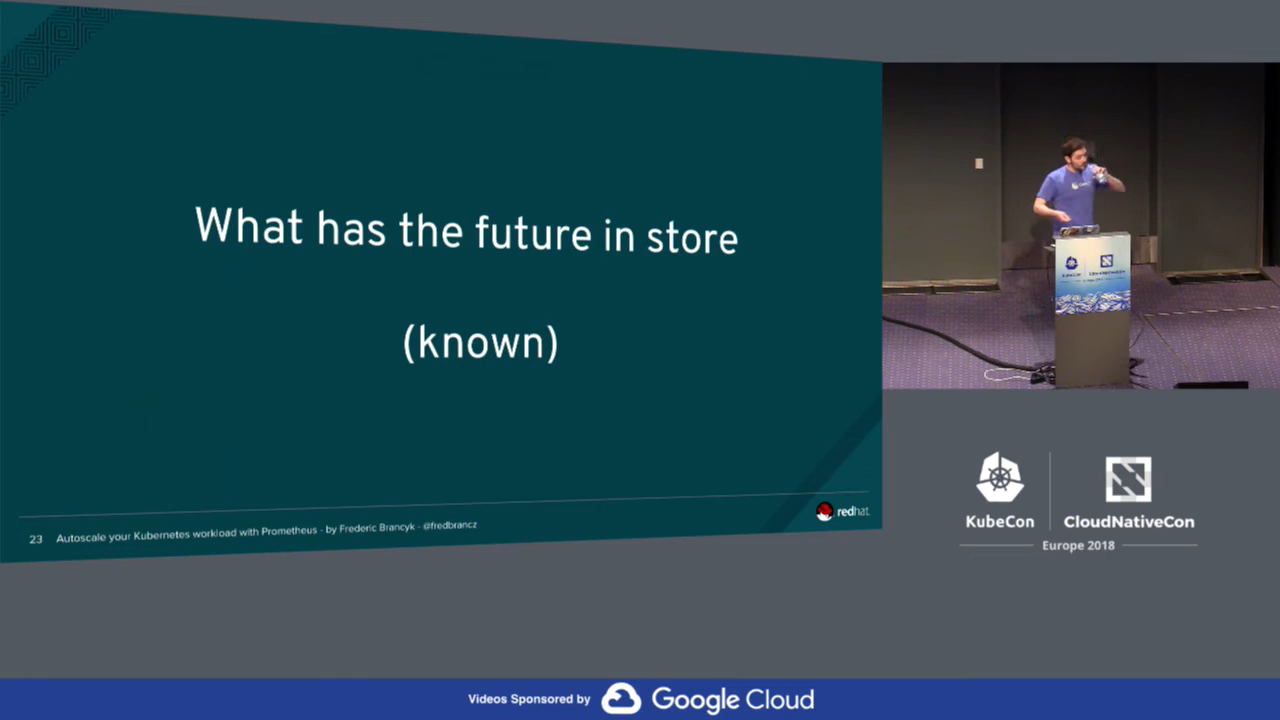 What has the future in store
(known)
23 Autoscale your Kubernetes workload with Prometheus - by Frederic Brancyk - @fredbrancz
redhat.
KubeCon
CloudNativeCon
Europe 2018
Videos Sponsored by Google Cloud